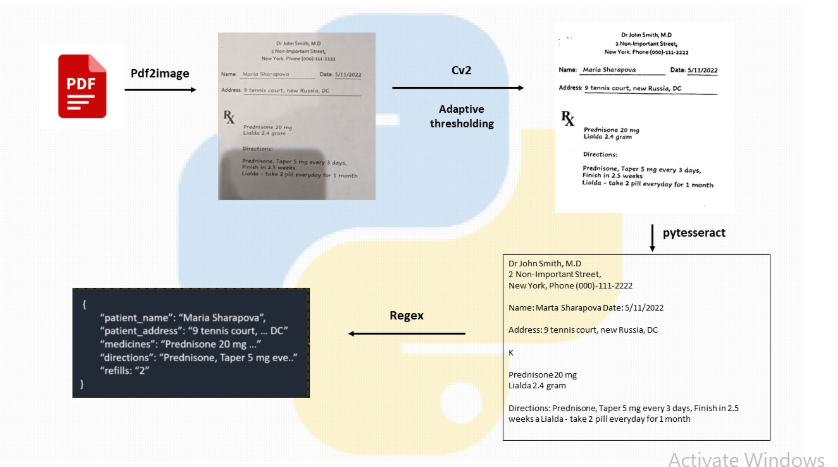 PDF
Pdf2image
Dr John Smith, M.D
2 Non-Important Street,
New York, Phone (000)-111-2222
Name: Maria Sharapova Date: 5/11/2022
Address: 9 tennis court, new Russia, DC
Rx
Prednisone 20 mg
Lialda 2.4 gram
Directions:
Prednisone, Taper 5 mg every 3 days,
Finish in 2.5 weeks
Lialda - take 2 pill everyday for 1 month
Cv2
Adaptive
thresholding
Dr John Smith, M.D
2 Non-Important Street,
New York, Phone (000)-111-2222
Name: Maria Sharapova Date: 5/11/2022
Address: 9 tennis court, new Russia, DC
Rx
Prednisone 20 mg
Lialda 2.4 gram
Directions:
Prednisone, Taper 5 mg every 3 days,
Finish in 2.5 weeks
Lialda - take 2 pill everyday for 1 month
pytesseract
Dr John Smith, M.D
2 Non-Important Street,
New York, Phone (000)-111-2222
Name: Marta Sharapova Date: 5/11/2022
Address: 9 tennis court, new Russia, DC
K
Prednisone 20 mg
Lialda 2.4 gram
Directions: Prednisone, Taper 5 mg every 3 days, Finish in 2.5
weeks a Lialda - take 2 pill everyday for 1 month
Regex
{
"patient_name": "Maria Sharapova",
"patient_address": "9 tennis court, ... DC"
"medicines": "Prednisone 20 mg ..."
"directions": "Prednisone, Taper 5 mg eve.."
"refills: "2"
}
Activate Windows